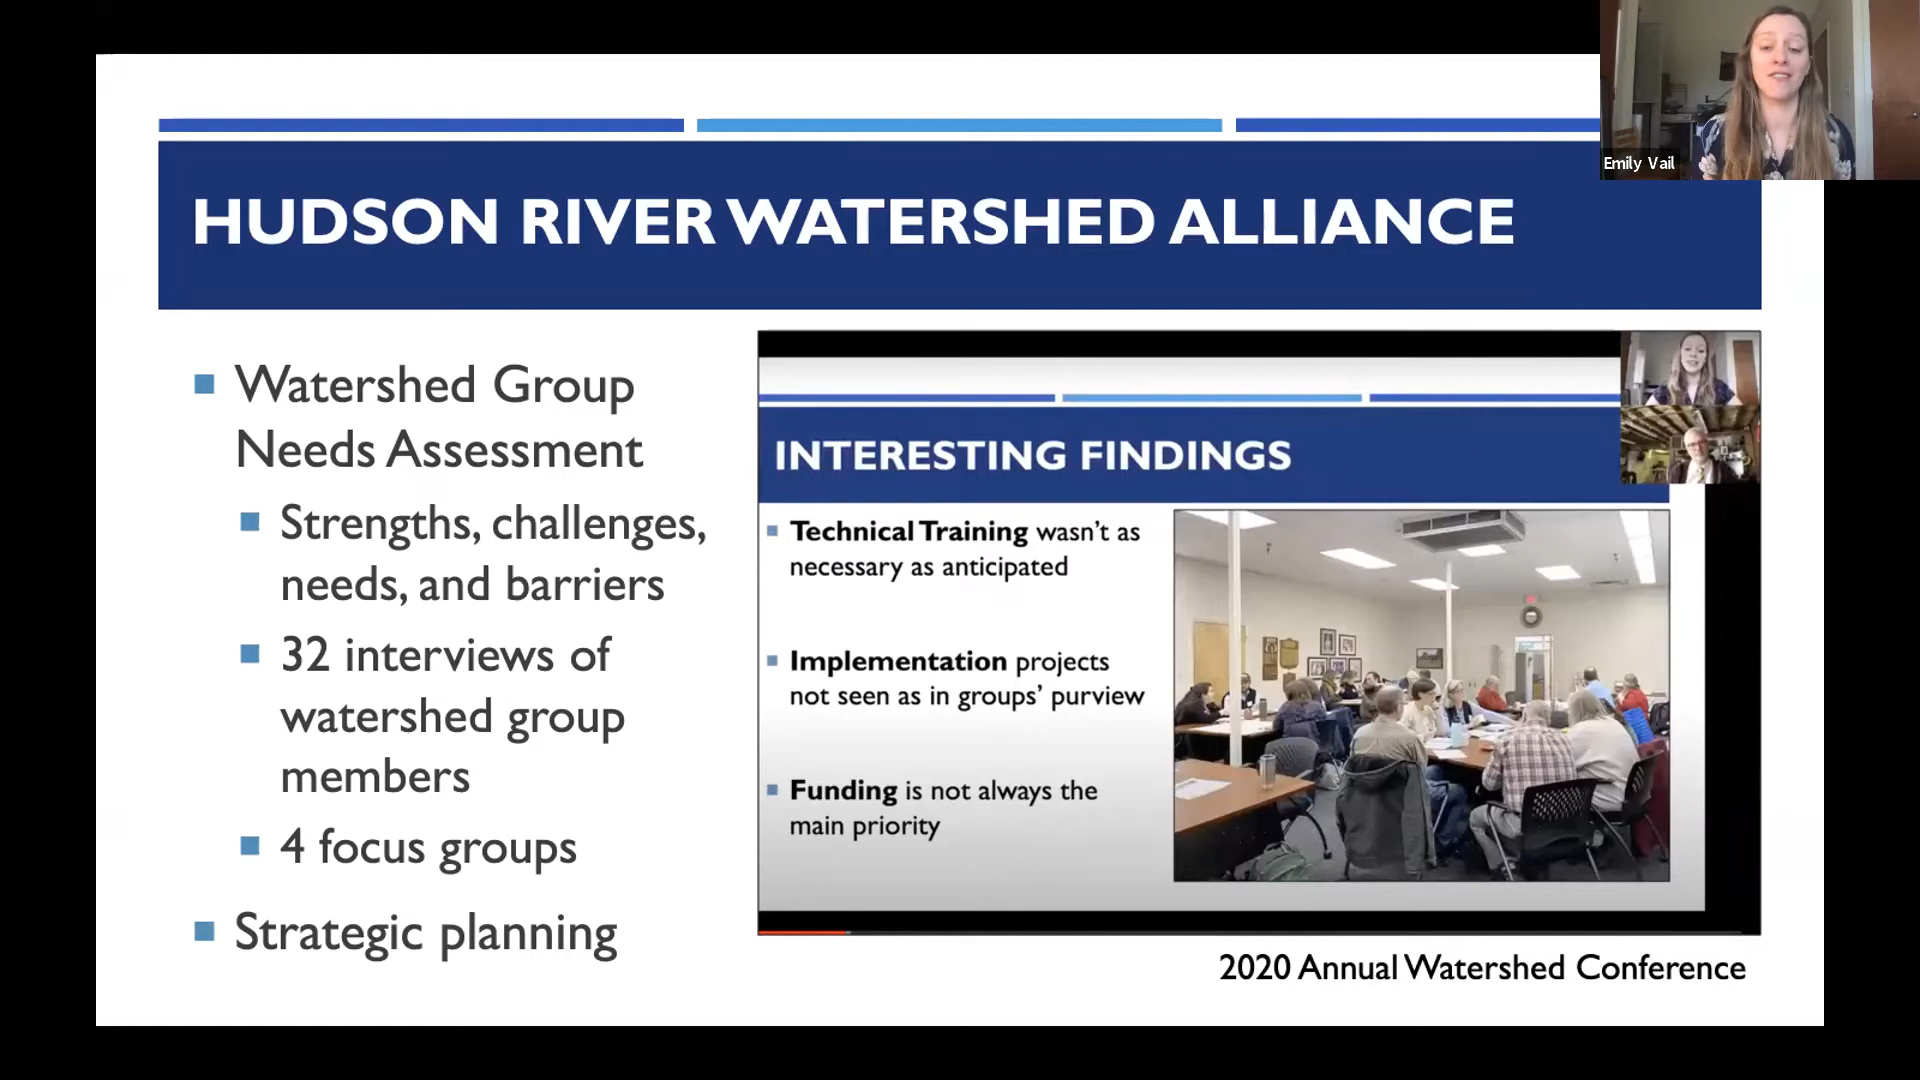 Emily Vail
HUDSON RIVER WATERSHED ALLIANCE
Watershed Group
Needs Assessment
Strengths, challenges,
needs, and barriers
32 interviews of
watershed group
members
4 focus groups
Strategic planning
INTERESTING FINDINGS
Technical Training wasn’t as
necessary as anticipated
Implementation projects
not seen as in groups’ purview
Funding is not always the
main priority
2020 Annual Watershed Conference